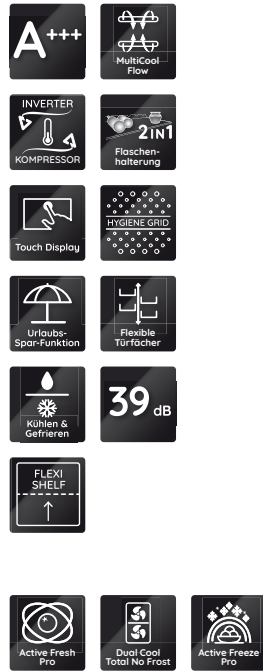 A+++
MultiCool
Flow
INVERTER
KOMPRESSOR
2IN1
Flaschen-
halterung
Touch Display
HYGIENE GRID
Urlaubs-
Spar-Funktion
Flexible
Türfächer
Kühlen &
Gefrieren
39 dB
FLEXI
SHELF
Active Fresh
Pro
Dual Cool
Total No Frost
Active Freeze
Pro